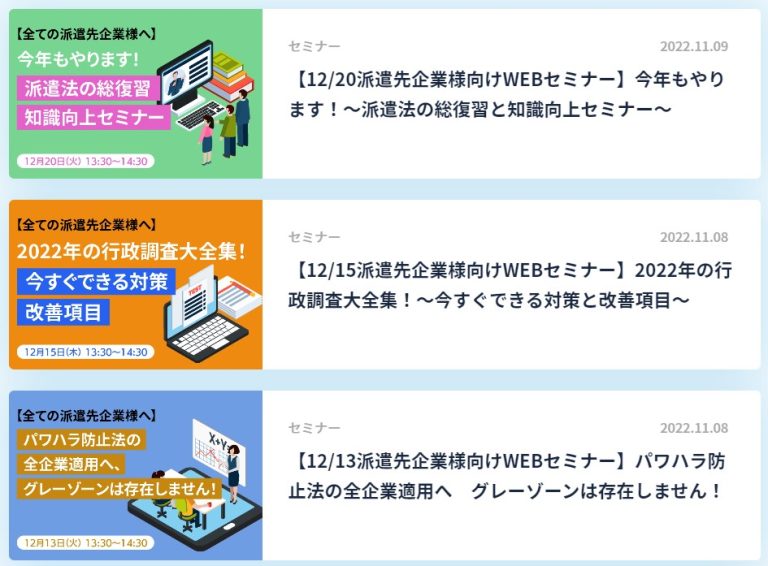 【全ての派遣先企業様へ】
今年もやります!
派遣法の総復習
知識向上セミナー
12月20日(火) 13:30〜14:30
セミナー
2022.11.09
【12/20派遣先企業様向けWEBセミナー】今年もやり
ます!〜派遣法の総復習と知識向上セミナー〜
【全ての派遣先企業様へ】
2022年の行政調査大全集!
今すぐできる対策
改善項目
TEST
12月15日(木) 13:30〜14:30
セミナー
2022.11.08
【12/15派遣先企業様向けWEBセミナー】2022年の行
政調査大全集!〜今すぐできる対策と改善項目〜
【全ての派遣先企業様へ】
パワハラ防止法の
全企業適用へ、
グレーゾーンは存在しません!
X+Y
12月13日(火) 13:30〜14:30
セミナー
2022.11.08
【12/13派遣先企業様向けWEBセミナー】パワハラ防
止法の全企業適用へ　グレーゾーンは存在しません!